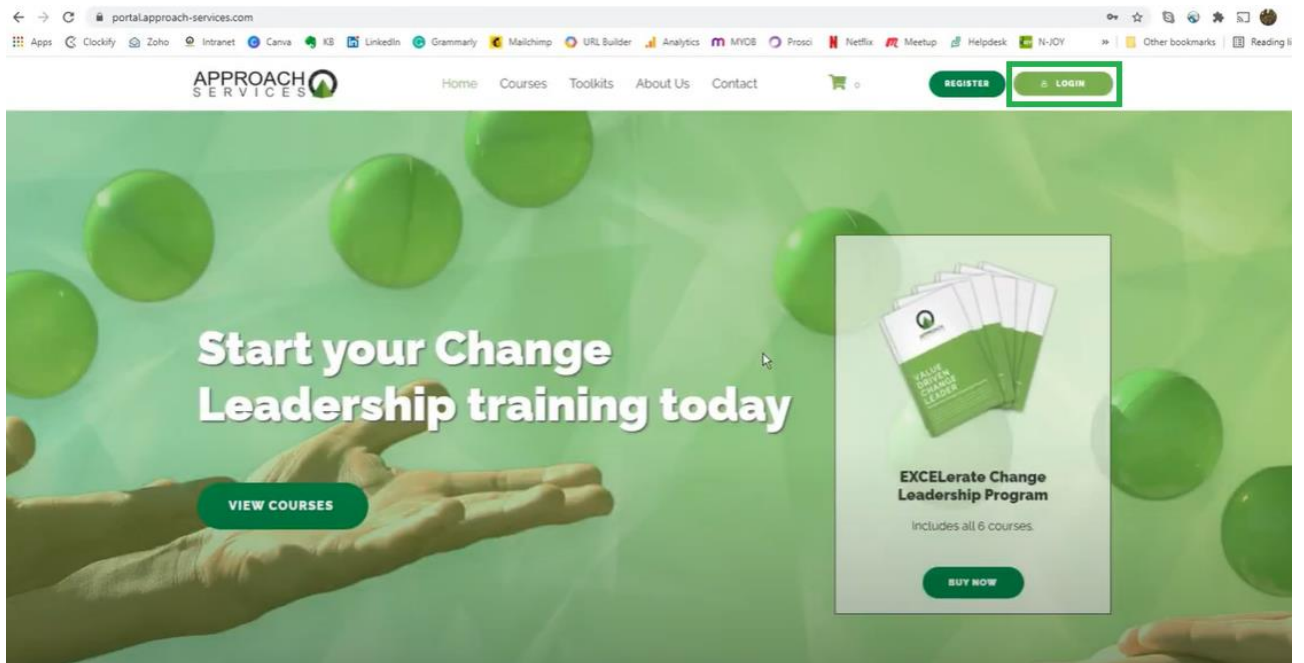 portal.approach-services.com
Apps Clockify Zoho Intranet Canva KB LinkedIn Grammarly Mailchimp URL Builder Analytics MYOB Prosci Netflix Meetup Helpdesk N-JOY » Other bookmarks Reading li
APPROACH SERVICES Home Courses Toolkits About Us Contact 0 REGISTER LOGIN
Start your Change
Leadership training today
VIEW COURSES
APPROACH
VALUE
DRIVEN
CHANGE
LEADER
EXCELerate Change
Leadership Program
Includes all 6 courses.
BUY NOW